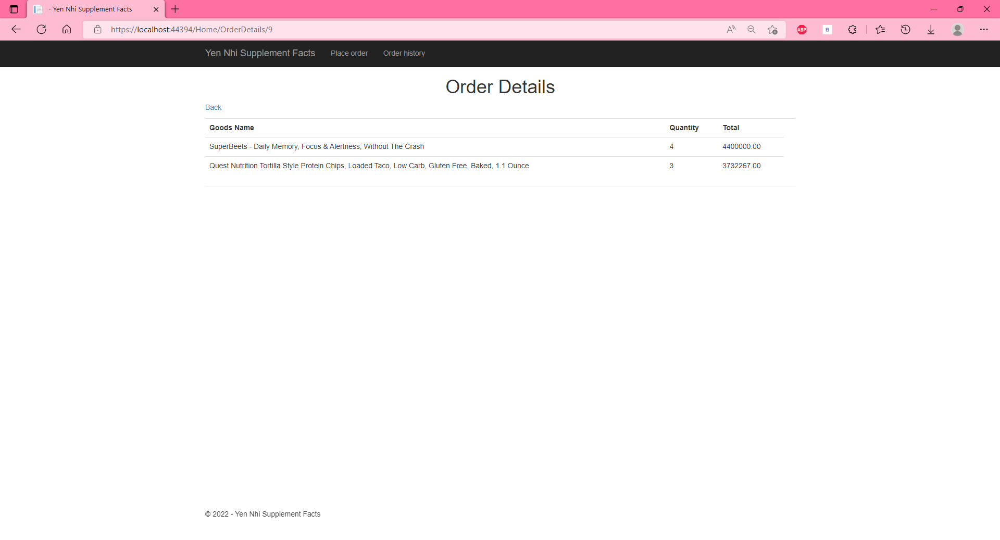 - Yen Nhi Supplement Facts
https://localhost:44394/Home/OrderDetails/9
ABP
B
Yen Nhi Supplement Facts Place order Order history
Order Details
Back
Goods Name Quantity Total
SuperBeets - Daily Memory, Focus & Alertness, Without The Crash 4 4400000.00
Quest Nutrition Tortilla Style Protein Chips, Loaded Taco, Low Carb, Gluten Free, Baked, 1.1 Ounce 3 3732267.00
© 2022 - Yen Nhi Supplement Facts